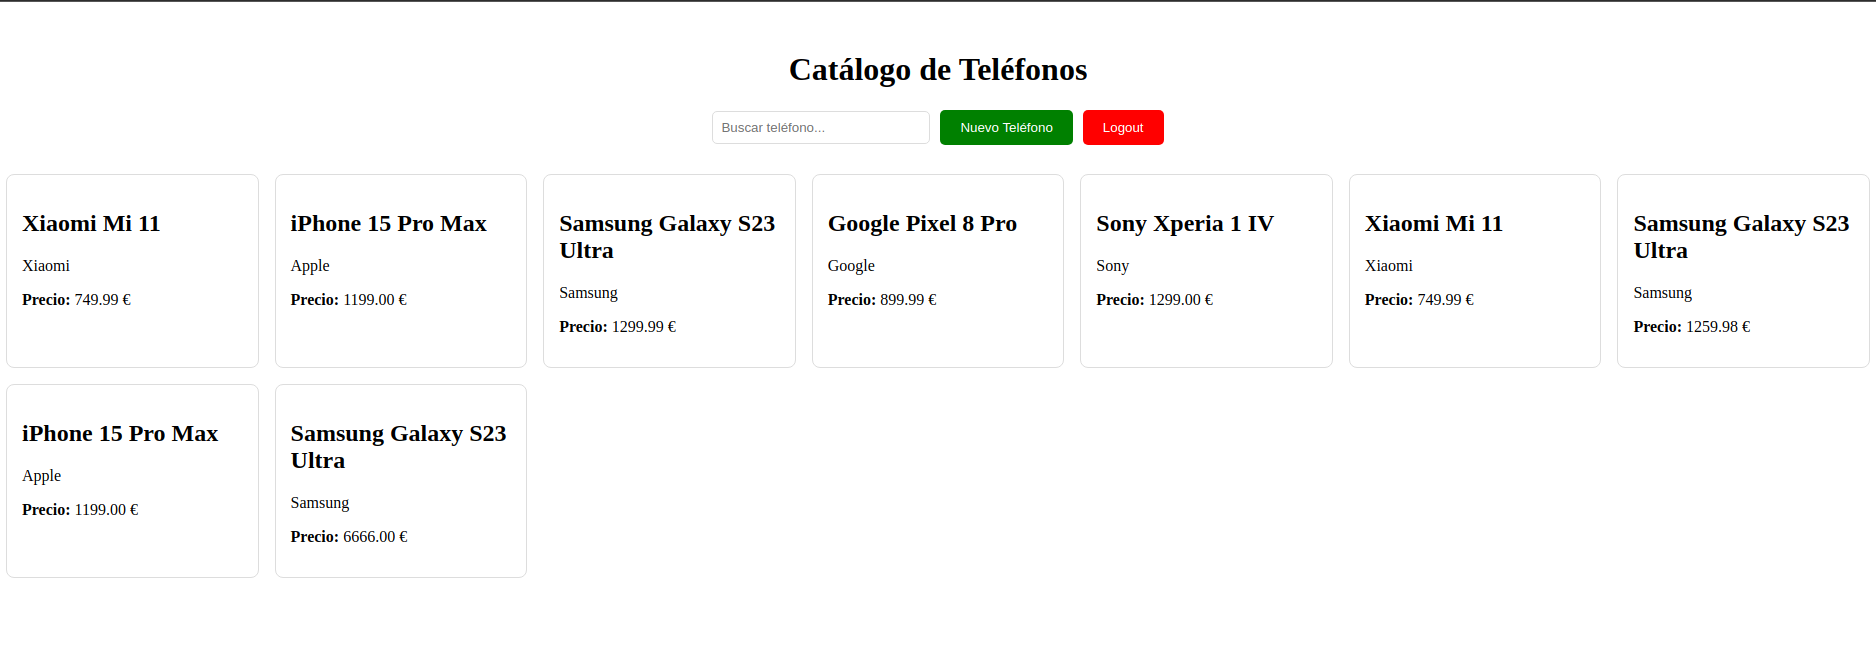 Catálogo de Teléfonos
Buscar teléfono...
Nuevo Teléfono
Logout
Xiaomi Mi 11
Xiaomi
Precio: 749.99 €
iPhone 15 Pro Max
Apple
Precio: 1199.00 €
Samsung Galaxy S23
Ultra
Samsung
Precio: 1299.99 €
Google Pixel 8 Pro
Google
Precio: 899.99 €
Sony Xperia 1 IV
Sony
Precio: 1299.00 €
Xiaomi Mi 11
Xiaomi
Precio: 749.99 €
Samsung Galaxy S23
Ultra
Samsung
Precio: 1259.98 €
iPhone 15 Pro Max
Apple
Precio: 1199.00 €
Samsung Galaxy S23
Ultra
Samsung
Precio: 6666.00 €